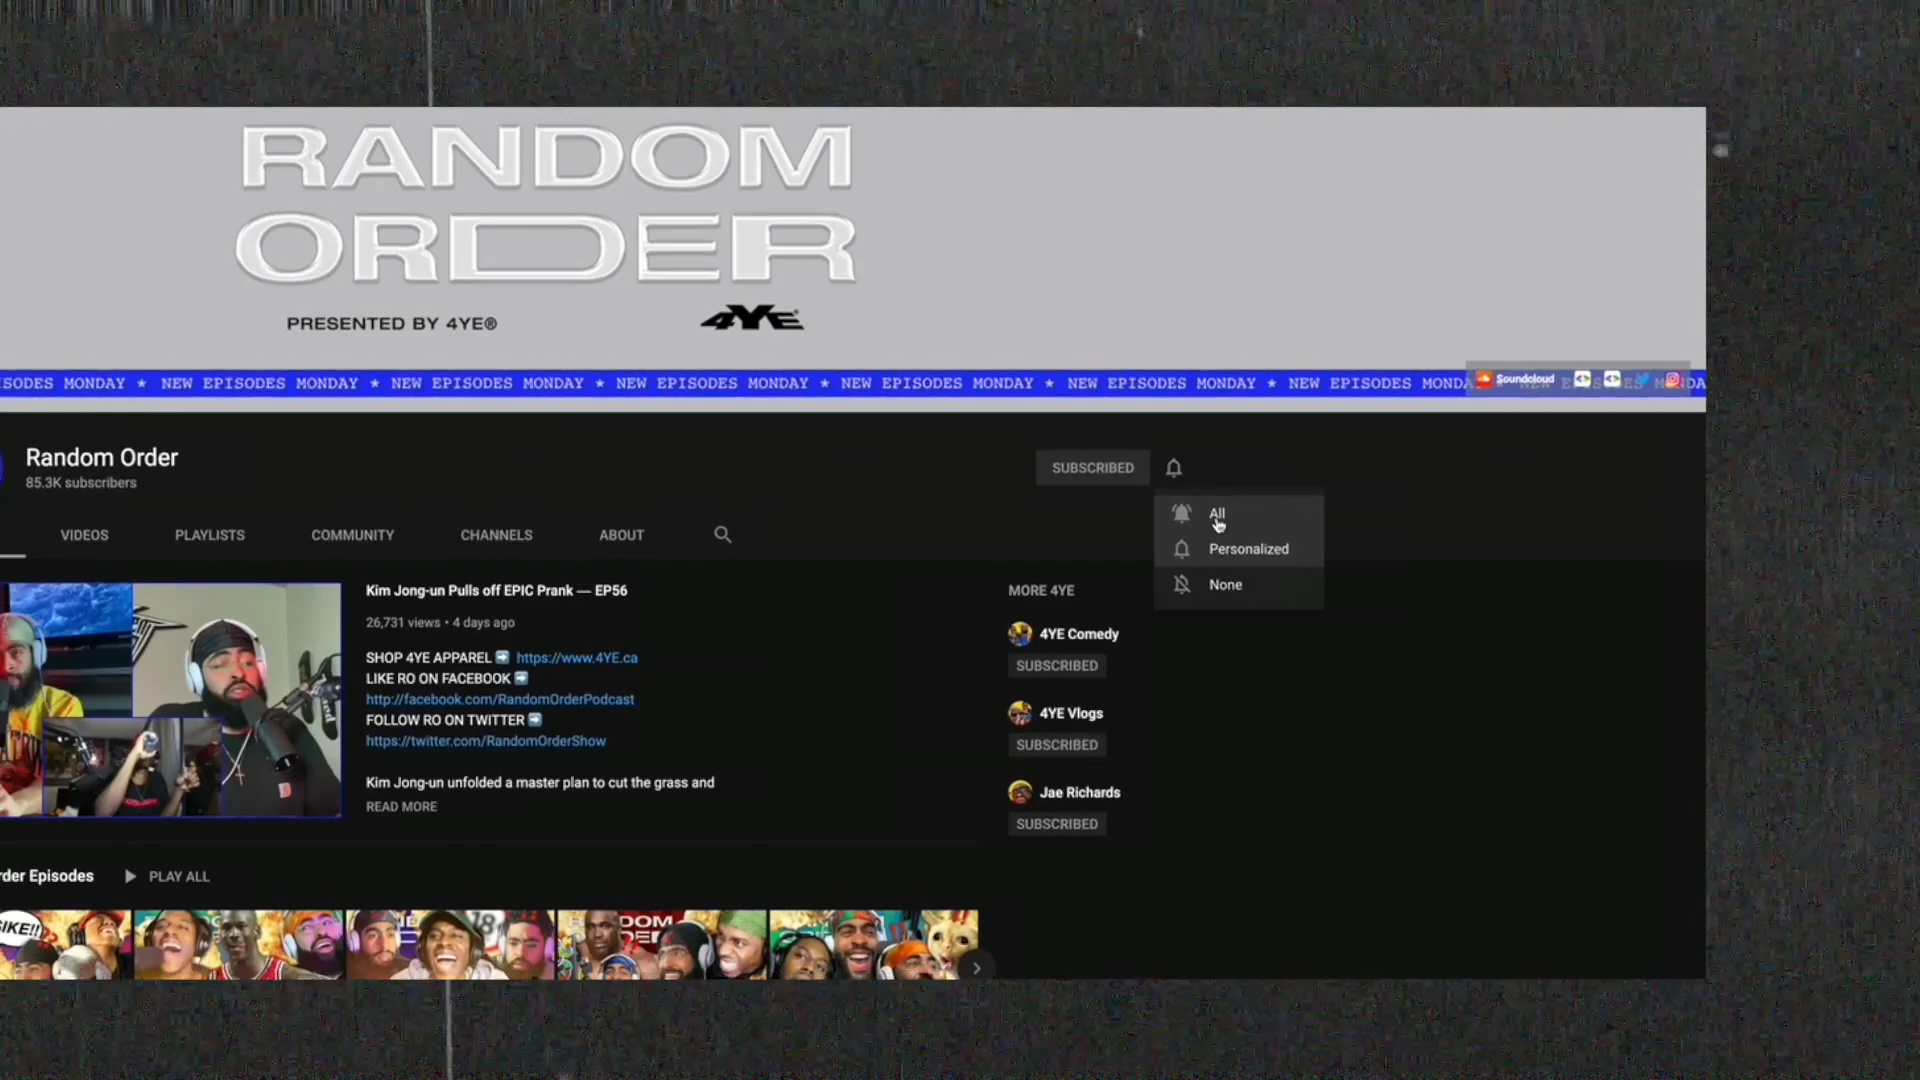 RANDOM
ORDER
PRESENTED BY 4YE®
4YE
SODES MONDAY ★ NEW EPISODES MONDAY ★ NEW EPISODES MONDAY ★ NEW EPISODES MONDAY ★ NEW EPISODES MONDAY ★ NEW EPISODES MONDAY ★ NEW EPISODES MONDA
Soundcloud
Random Order
85.3K subscribers
SUBSCRIBED
All
Personalized
None
VIDEOS
PLAYLISTS
COMMUNITY
CHANNELS
ABOUT
Kim Jong-un Pulls off EPIC Prank — EP56
26,731 views • 4 days ago
SHOP 4YE APPAREL ➡️ https://www.4YE.ca
LIKE RO ON FACEBOOK ➡️
http://facebook.com/RandomOrderPodcast
FOLLOW RO ON TWITTER ➡️
https://twitter.com/RandomOrderShow
Kim Jong-un unfolded a master plan to cut the grass and
READ MORE
MORE 4YE
4YE Comedy
SUBSCRIBED
4YE Vlogs
SUBSCRIBED
Jae Richards
SUBSCRIBED
rder Episodes
PLAY ALL